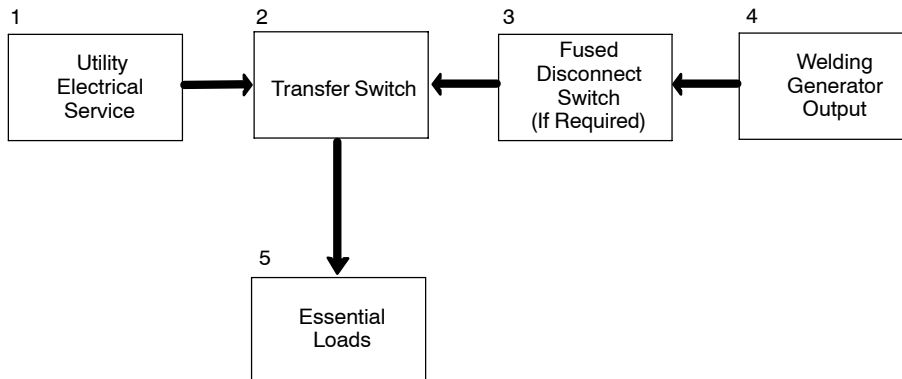 1
Utility
Electrical
Service
2
Transfer Switch
3
Fused
Disconnect
Switch
(If Required)
4
Welding
Generator
Output
5
Essential
Loads